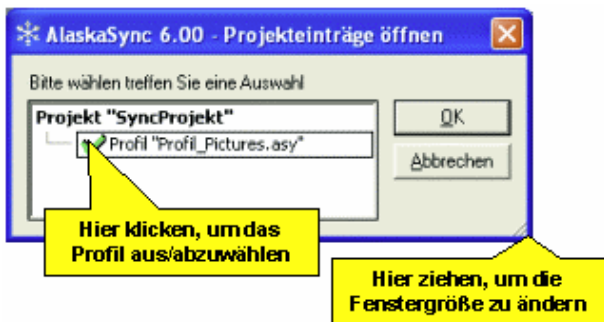 AlaskaSync 6.00 - Projekteinträge öffnen
Bitte wählen treffen Sie eine Auswahl
Projekt "SyncProjekt"
Profil "Profil_Pictures.asy"
OK
Abbrechen
Hier klicken, um das
Profil aus/abzuwählen
Hier ziehen, um die
Fenstergröße zu ändern